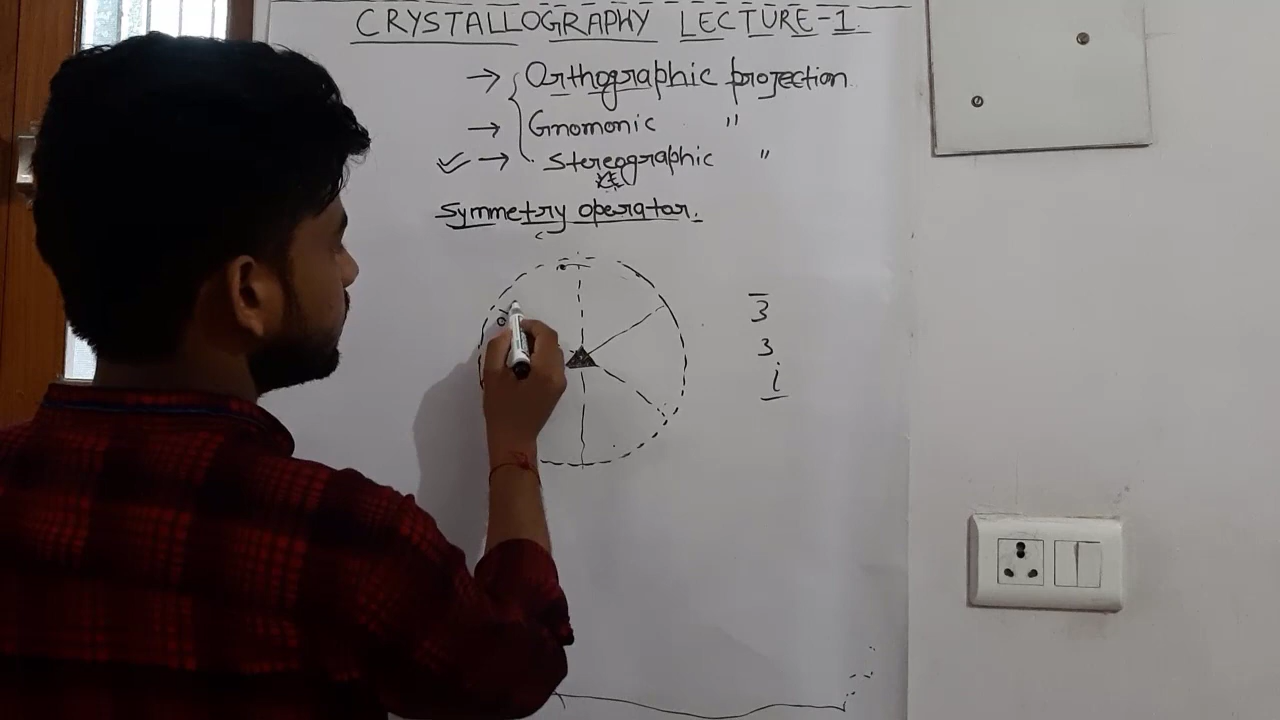 CRYSTALLOGRAPHY LECTURE-1.
→ Orthographic projection
→ Gnomonic "
✓ → Stereographic "
Symmetry operator.
3̅
3
i